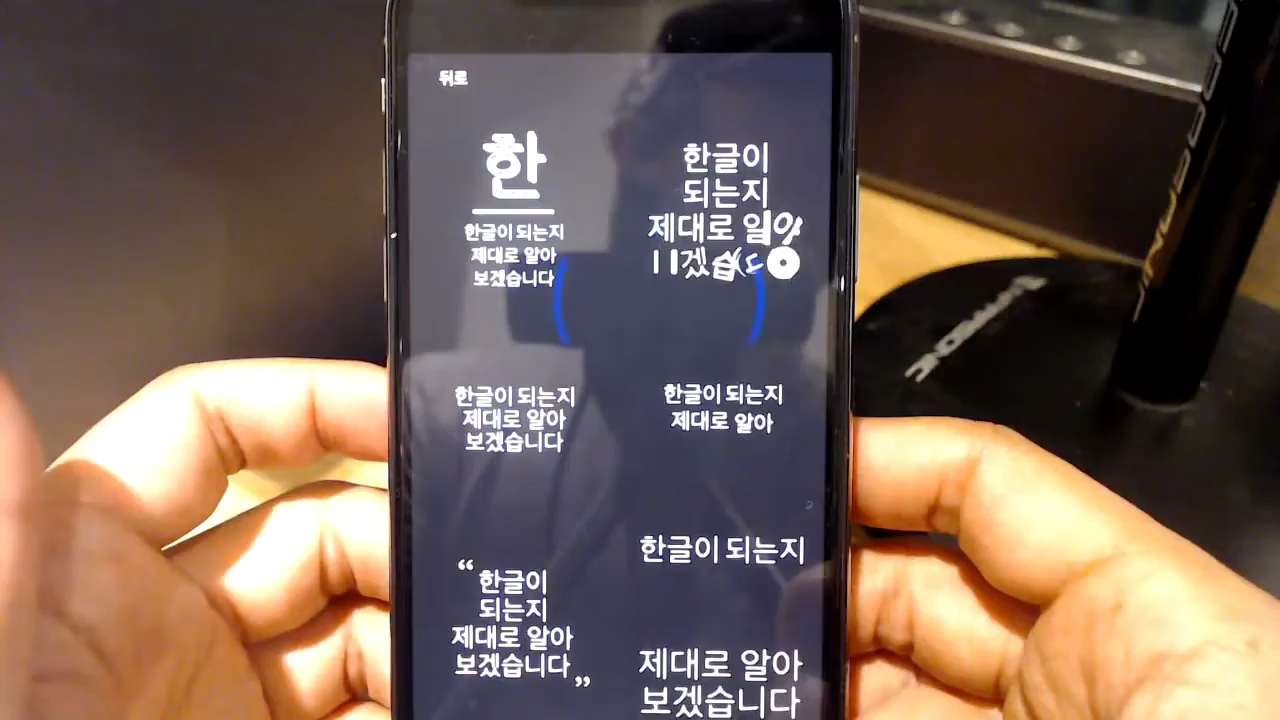 뒤로
한
한글이 되는지
제대로 알아
보겠습니다
한글이
되는지
제대로
겠습
한글이 되는지
제대로 알아
보겠습니다
한글이 되는지
제대로 알아
“ 한글이
되는지
제대로 알아
보겠습니다 ”
한글이 되는지
제대로 알아
보겠습니다